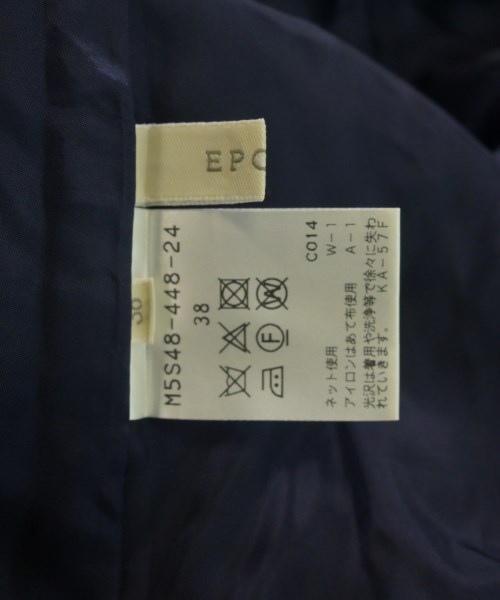 EPO
38
M5S48-448-24
38
W
F
C014
ネット使用 W-1
アイロンはあて布使用 A-1
光沢は着用や洗浄等で徐々に失わ
れていきます。 KA-57F